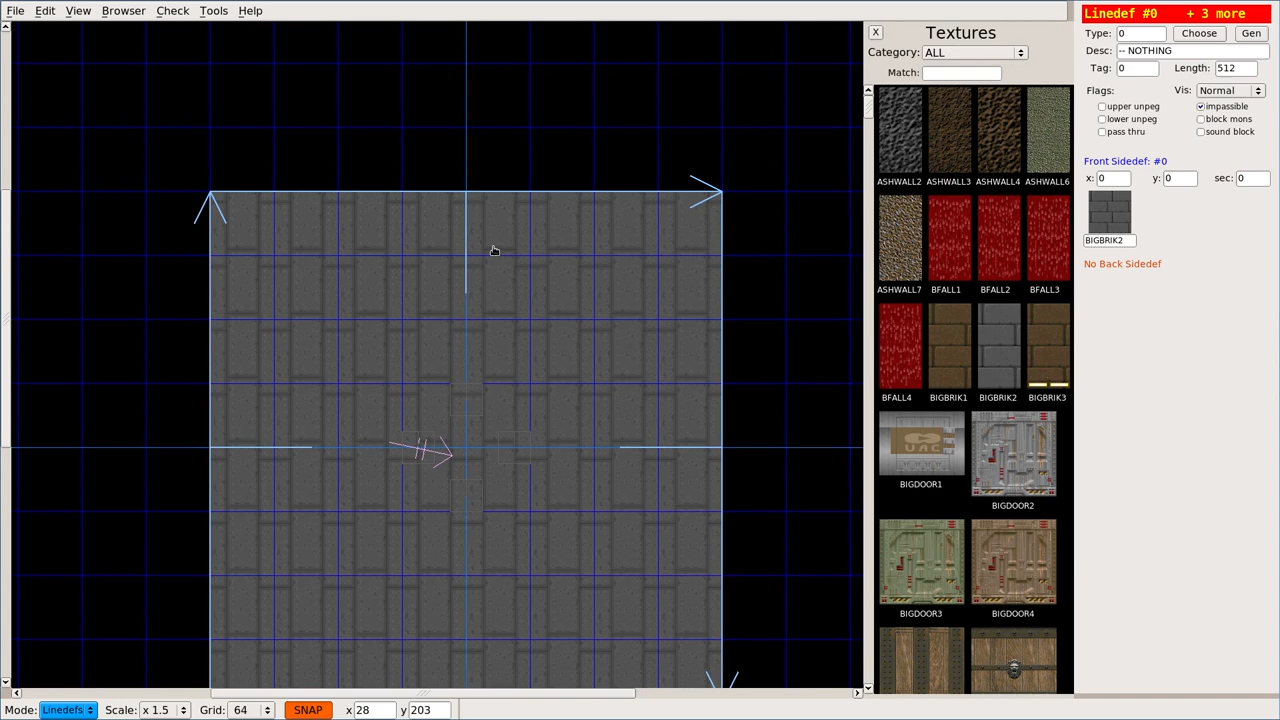 File Edit View Browser Check Tools Help
X Textures
Category: ALL
Match:
ASHWALL2 ASHWALL3 ASHWALL4 ASHWALL6
ASHWALL7 BFALL1 BFALL2 BFALL3
BFALL4 BIGBRIK1 BIGBRIK2 BIGBRIK3
UAC
BIGDOOR1
BIGDOOR2
BIGDOOR3 BIGDOOR4
Linedef #0 + 3 more
Type: 0 Choose Gen
Desc: -- NOTHING
Tag: 0 Length: 512
Flags: Vis: Normal
upper unpeg impassible
lower unpeg block mons
pass thru sound block
Front Sidedef: #0
x: 0 y: 0 sec: 0
BIGBRIK2
No Back Sidedef
Mode: Linedefs Scale: x 1.5 Grid: 64 SNAP x 28 y 203